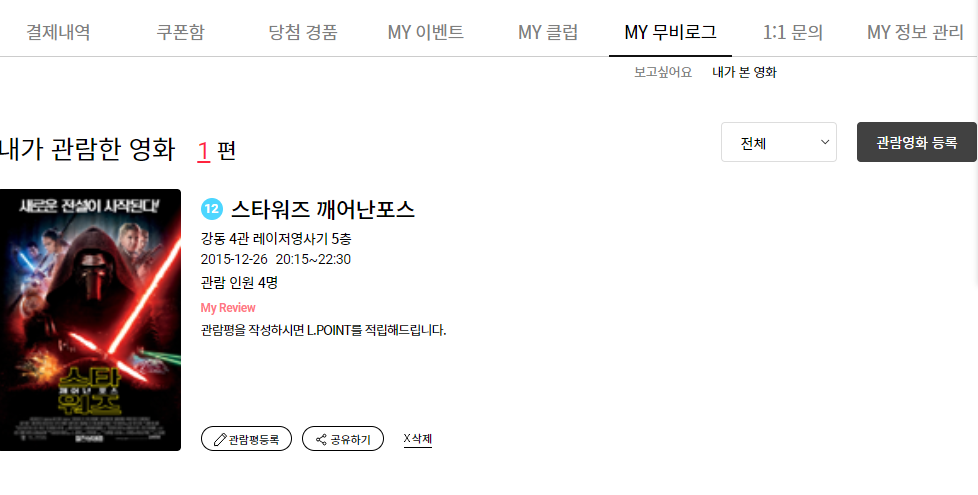 결제내역 쿠폰함 당첨 경품 MY 이벤트 MY 클럽 MY 무비로그 1:1 문의 MY 정보 관리
보고싶어요 내가 본 영화
내가 관람한 영화 1 편
전체
관람영화 등록
새로운 전설이 시작된다!
스타
깨어난 포스
워즈
12 스타워즈 깨어난포스
강동 4관 레이저영사기 5층
2015-12-26 20:15~22:30
관람 인원 4명
My Review
관람평을 작성하시면 L.POINT를 적립해드립니다.
관람평등록 공유하기 X 삭제